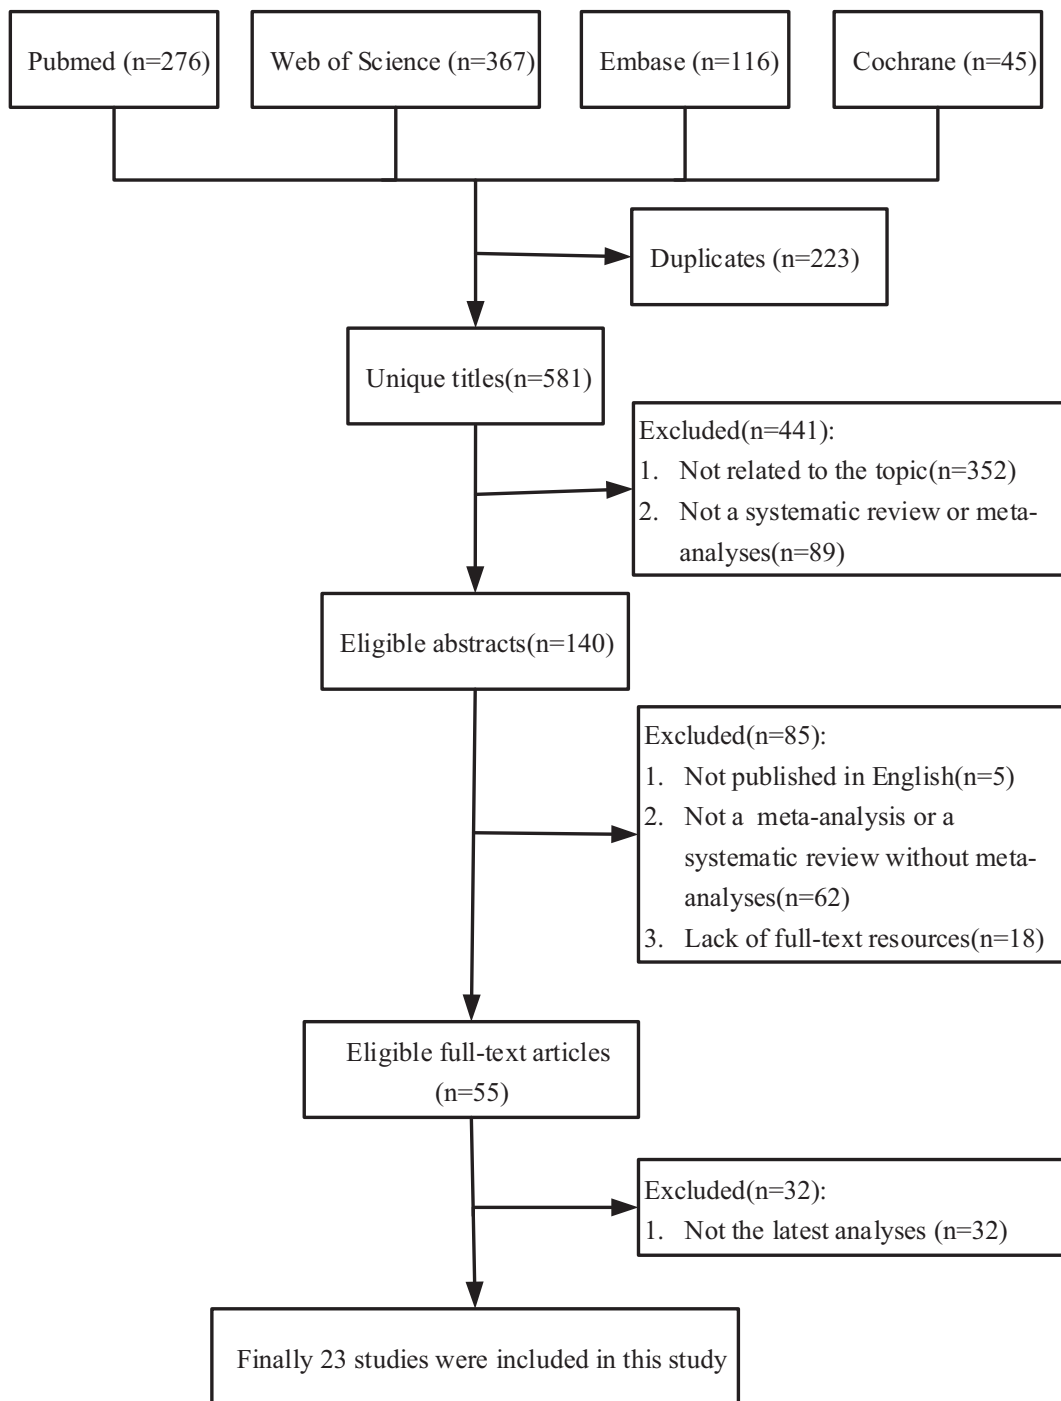 Pubmed (n=276)
Web of Science (n=367)
Embase (n=116)
Cochrane (n=45)
Duplicates (n=223)
Unique titles(n=581)
Excluded(n=441):
1. Not related to the topic(n=352)
2. Not a systematic review or meta-
analyses(n=89)
Eligible abstracts(n=140)
Excluded(n=85):
1. Not published in English(n=5)
2. Not a meta-analysis or a
systematic review without meta-
analyses(n=62)
3. Lack of full-text resources(n=18)
Eligible full-text articles
(n=55)
Excluded(n=32):
1. Not the latest analyses (n=32)
Finally 23 studies were included in this study